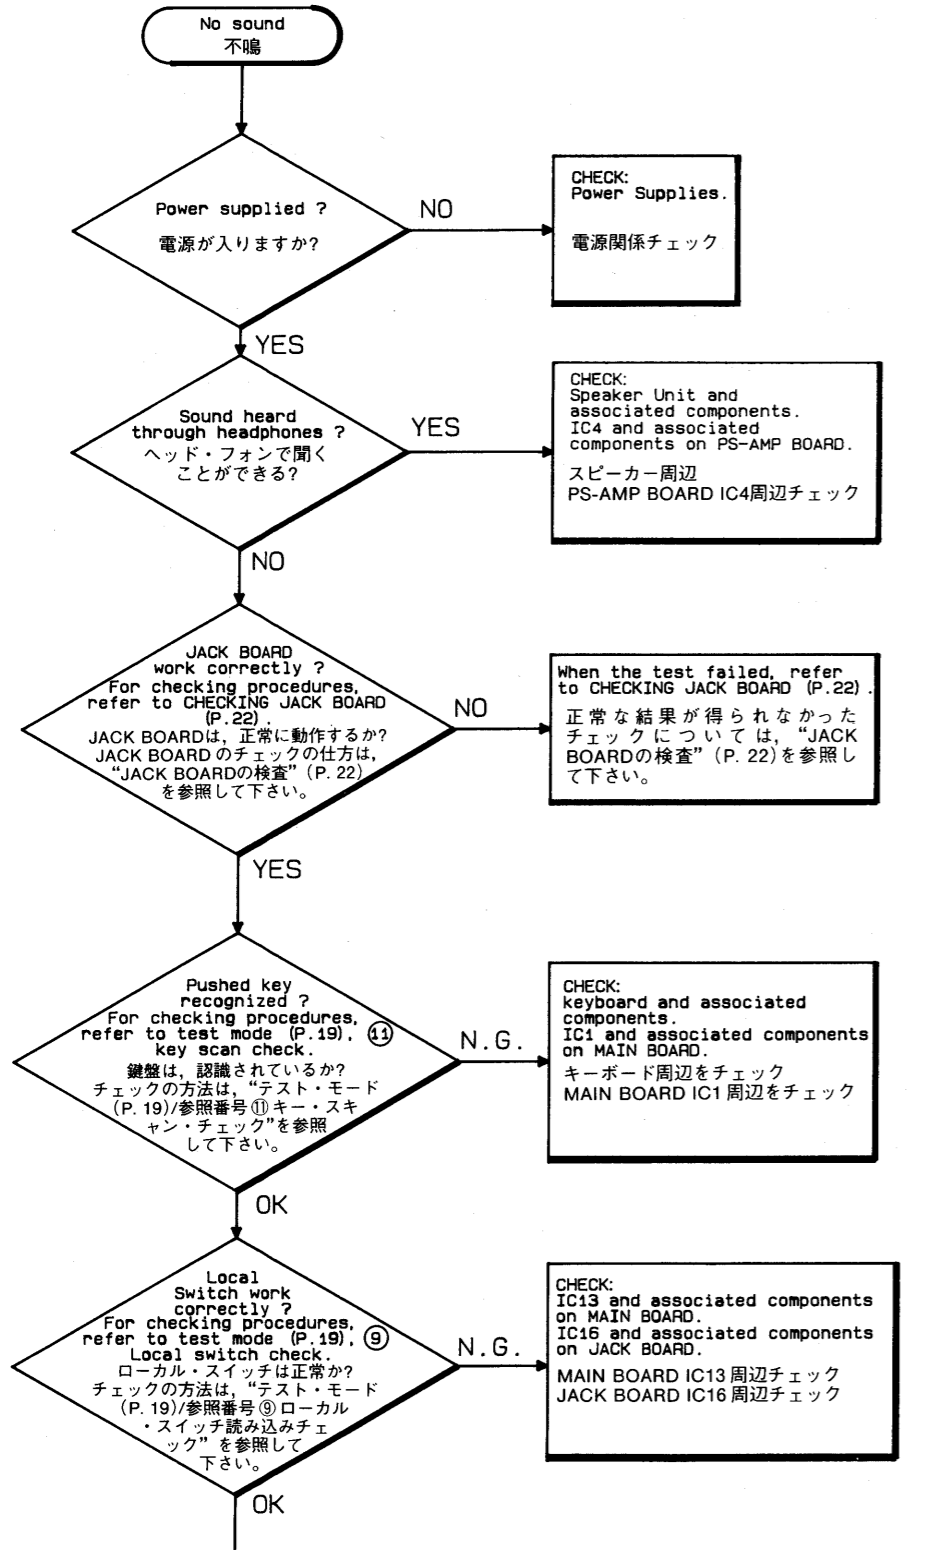 No sound
不鳴
Power supplied ?
電源が入りますか?
NO
CHECK:
Power Supplies.
電源関係チェック
YES
Sound heard
through headphones ?
ヘッド・フォンで聞く
ことができる?
YES
CHECK:
Speaker Unit and
associated components.
IC4 and associated
components on PS-AMP BOARD.
スピーカー周辺
PS-AMP BOARD IC4周辺チェック
NO
JACK BOARD
work correctly ?
For checking procedures,
refer to CHECKING JACK BOARD
(P.22).
JACK BOARDは，正常に動作するか?
JACK BOARDのチェックの仕方は，
“JACK BOARDの検査”（P. 22）
を参照して下さい。
NO
When the test failed, refer
to CHECKING JACK BOARD (P.22).
正常な結果が得られなかった
チェックについては，“JACK
BOARDの検査”（P. 22）を参照し
て下さい。
YES
Pushed key
recognized ?
For checking procedures,
refer to test mode (P.19), ⑪
key scan check.
鍵盤は，認識されているか?
チェックの方法は，“テスト・モード
(P. 19)/参照番号⑪キー・スキ
ャン・チェック”を参照
して下さい。
N.G.
CHECK:
keyboard and associated
components.
IC1 and associated components
on MAIN BOARD.
キーボード周辺をチェック
MAIN BOARD IC1周辺をチェック
OK
Local
Switch work
correctly ?
For checking procedures,
refer to test mode (P.19), ⑨
Local switch check.
ローカル・スイッチは正常か?
チェックの方法は，“テスト・モード
(P. 19)/参照番号⑨ローカル
・スイッチ読み込みチェ
ック”を参照して
下さい。
N.G.
CHECK:
IC13 and associated components
on MAIN BOARD.
IC16 and associated components
on JACK BOARD.
MAIN BOARD IC13周辺チェック
JACK BOARD IC16周辺チェック
OK